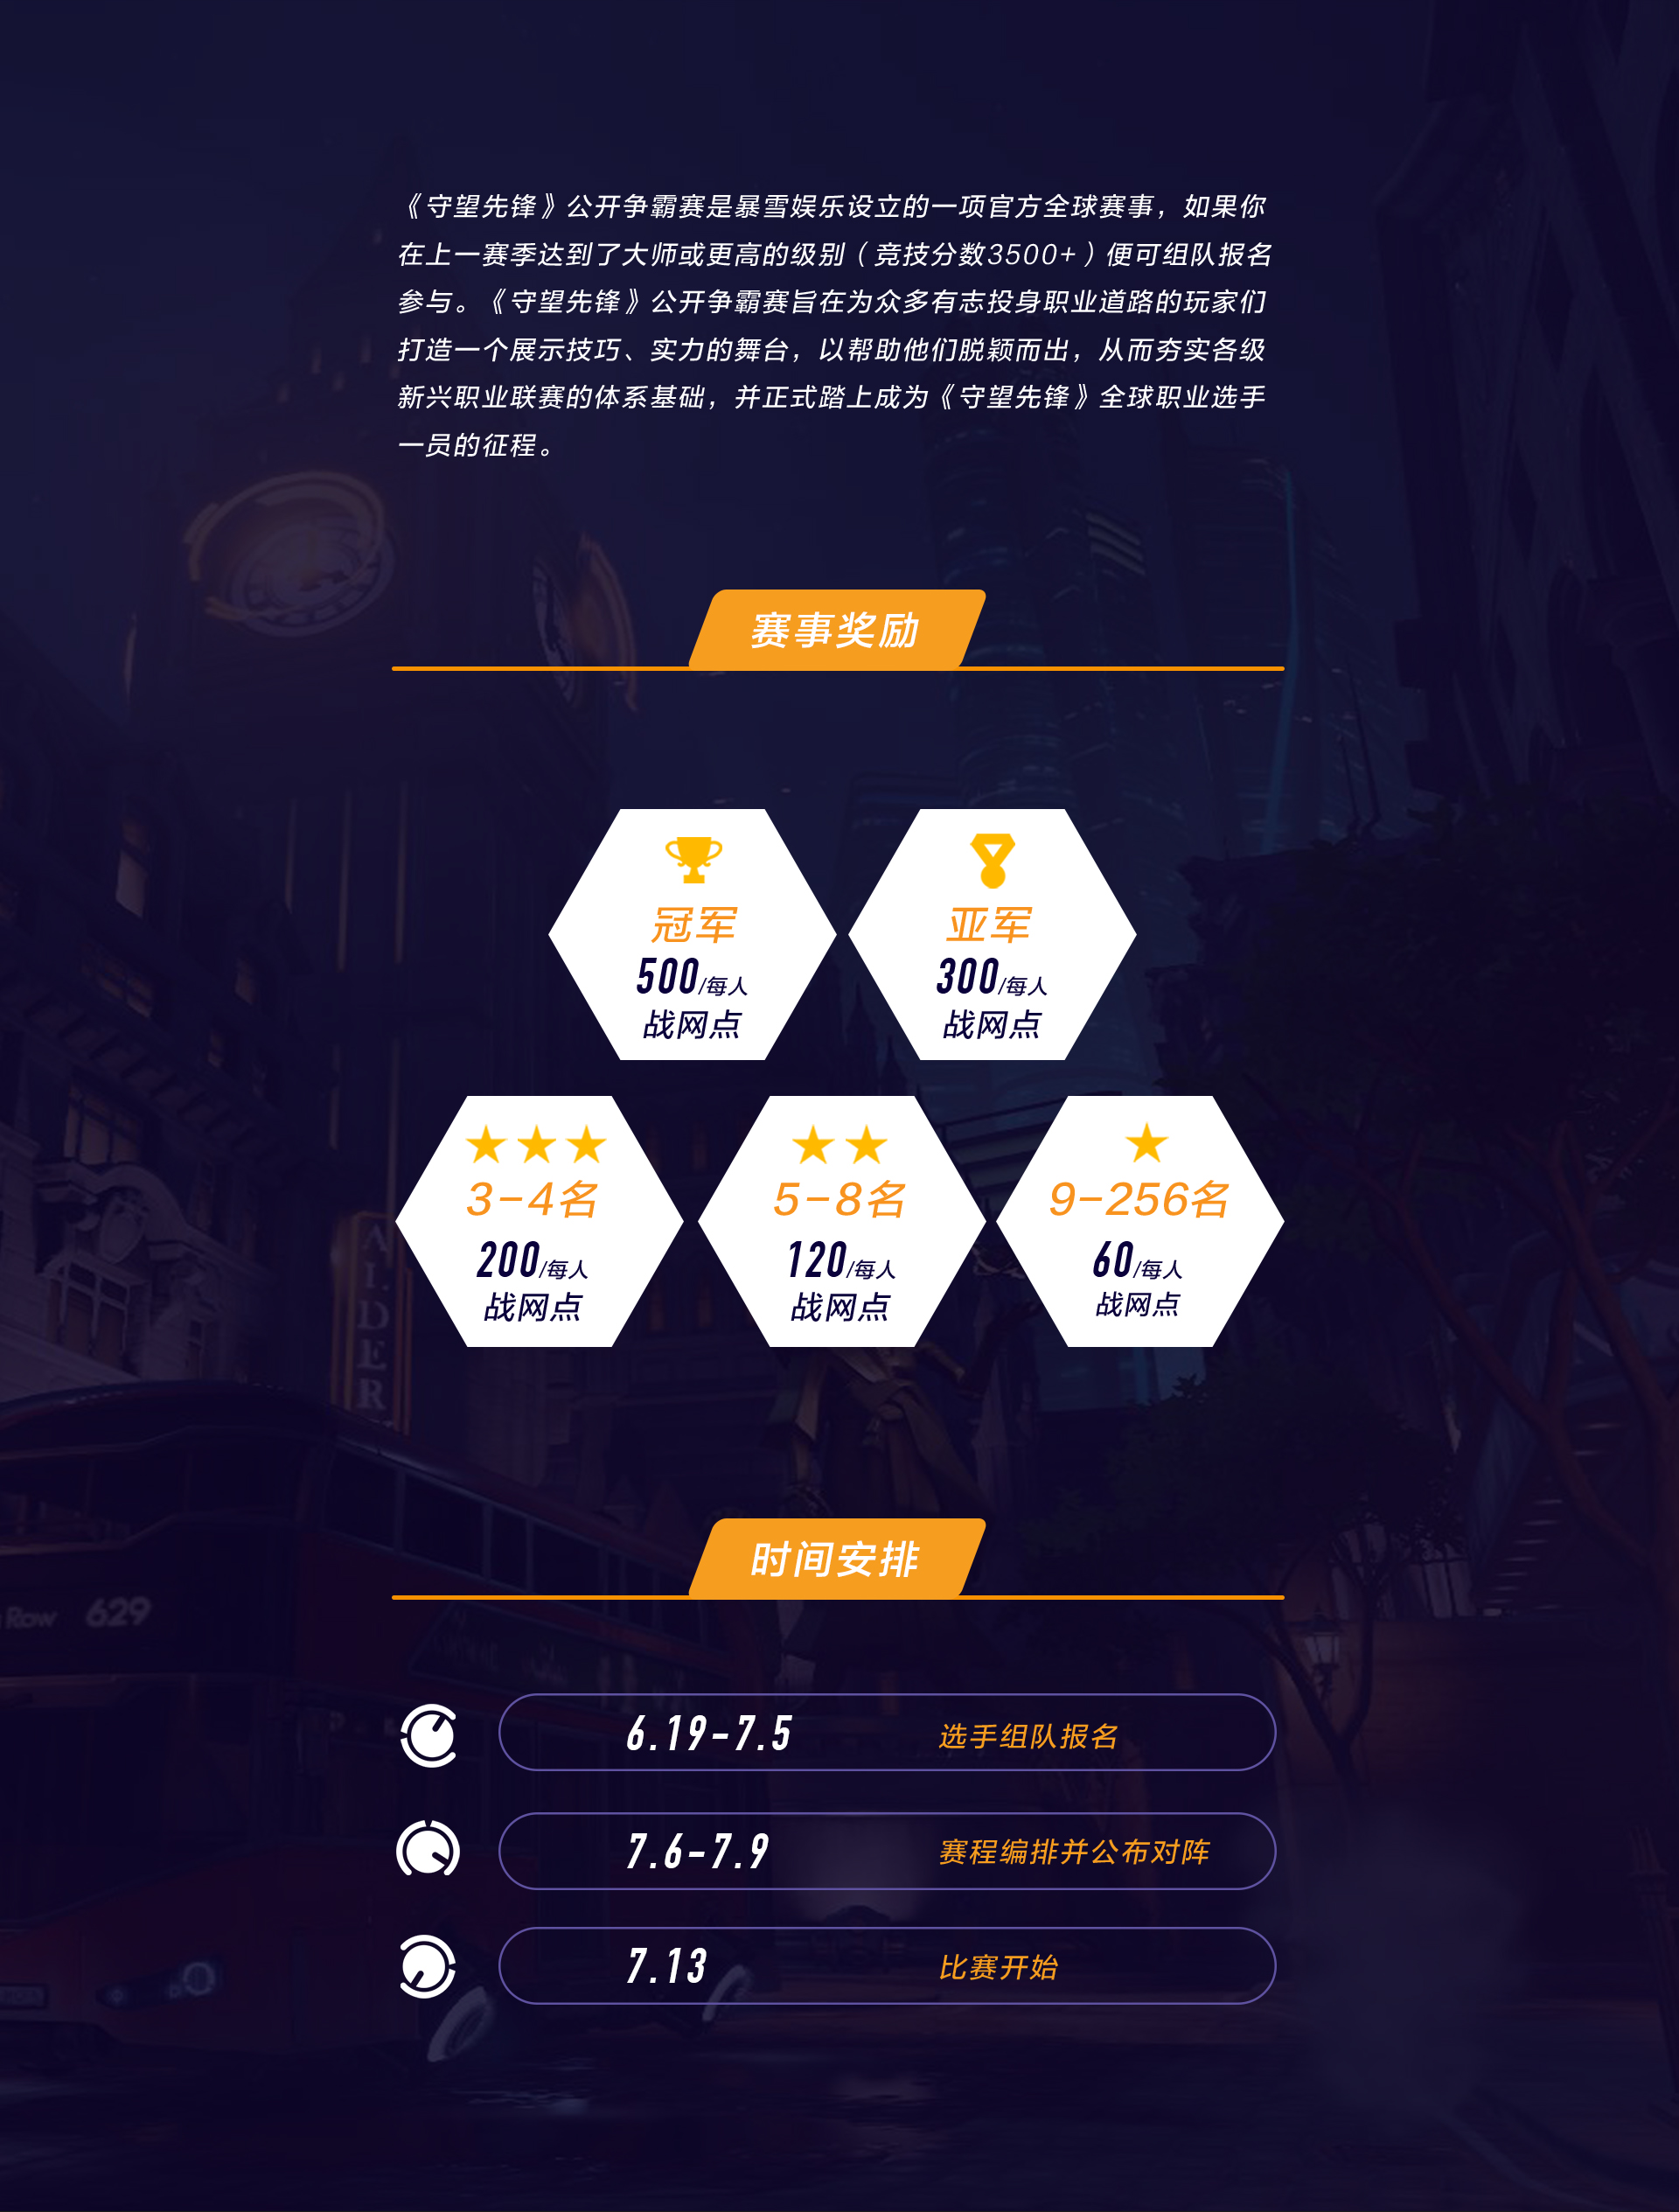 《守望先锋》公开争霸赛是暴雪娱乐设立的一项官方全球赛事，如果你
在上一赛季达到了大师或更高的级别（竞技分数3500+）便可组队报名
参与。《守望先锋》公开争霸赛旨在为众多有志投身职业道路的玩家们
打造一个展示技巧、实力的舞台，以帮助他们脱颖而出，从而夯实各级
新兴职业联赛的体系基础，并正式踏上成为《守望先锋》全球职业选手
一员的征程。
赛事奖励
冠军
500/每人
战网点
亚军
300/每人
战网点
3-4名
200/每人
战网点
5-8名
120/每人
战网点
9-256名
60/每人
战网点
ALDER
时间安排
Row 629
6.19-7.5 选手组队报名
7.6-7.9 赛程编排并公布对阵
7.13 比赛开始